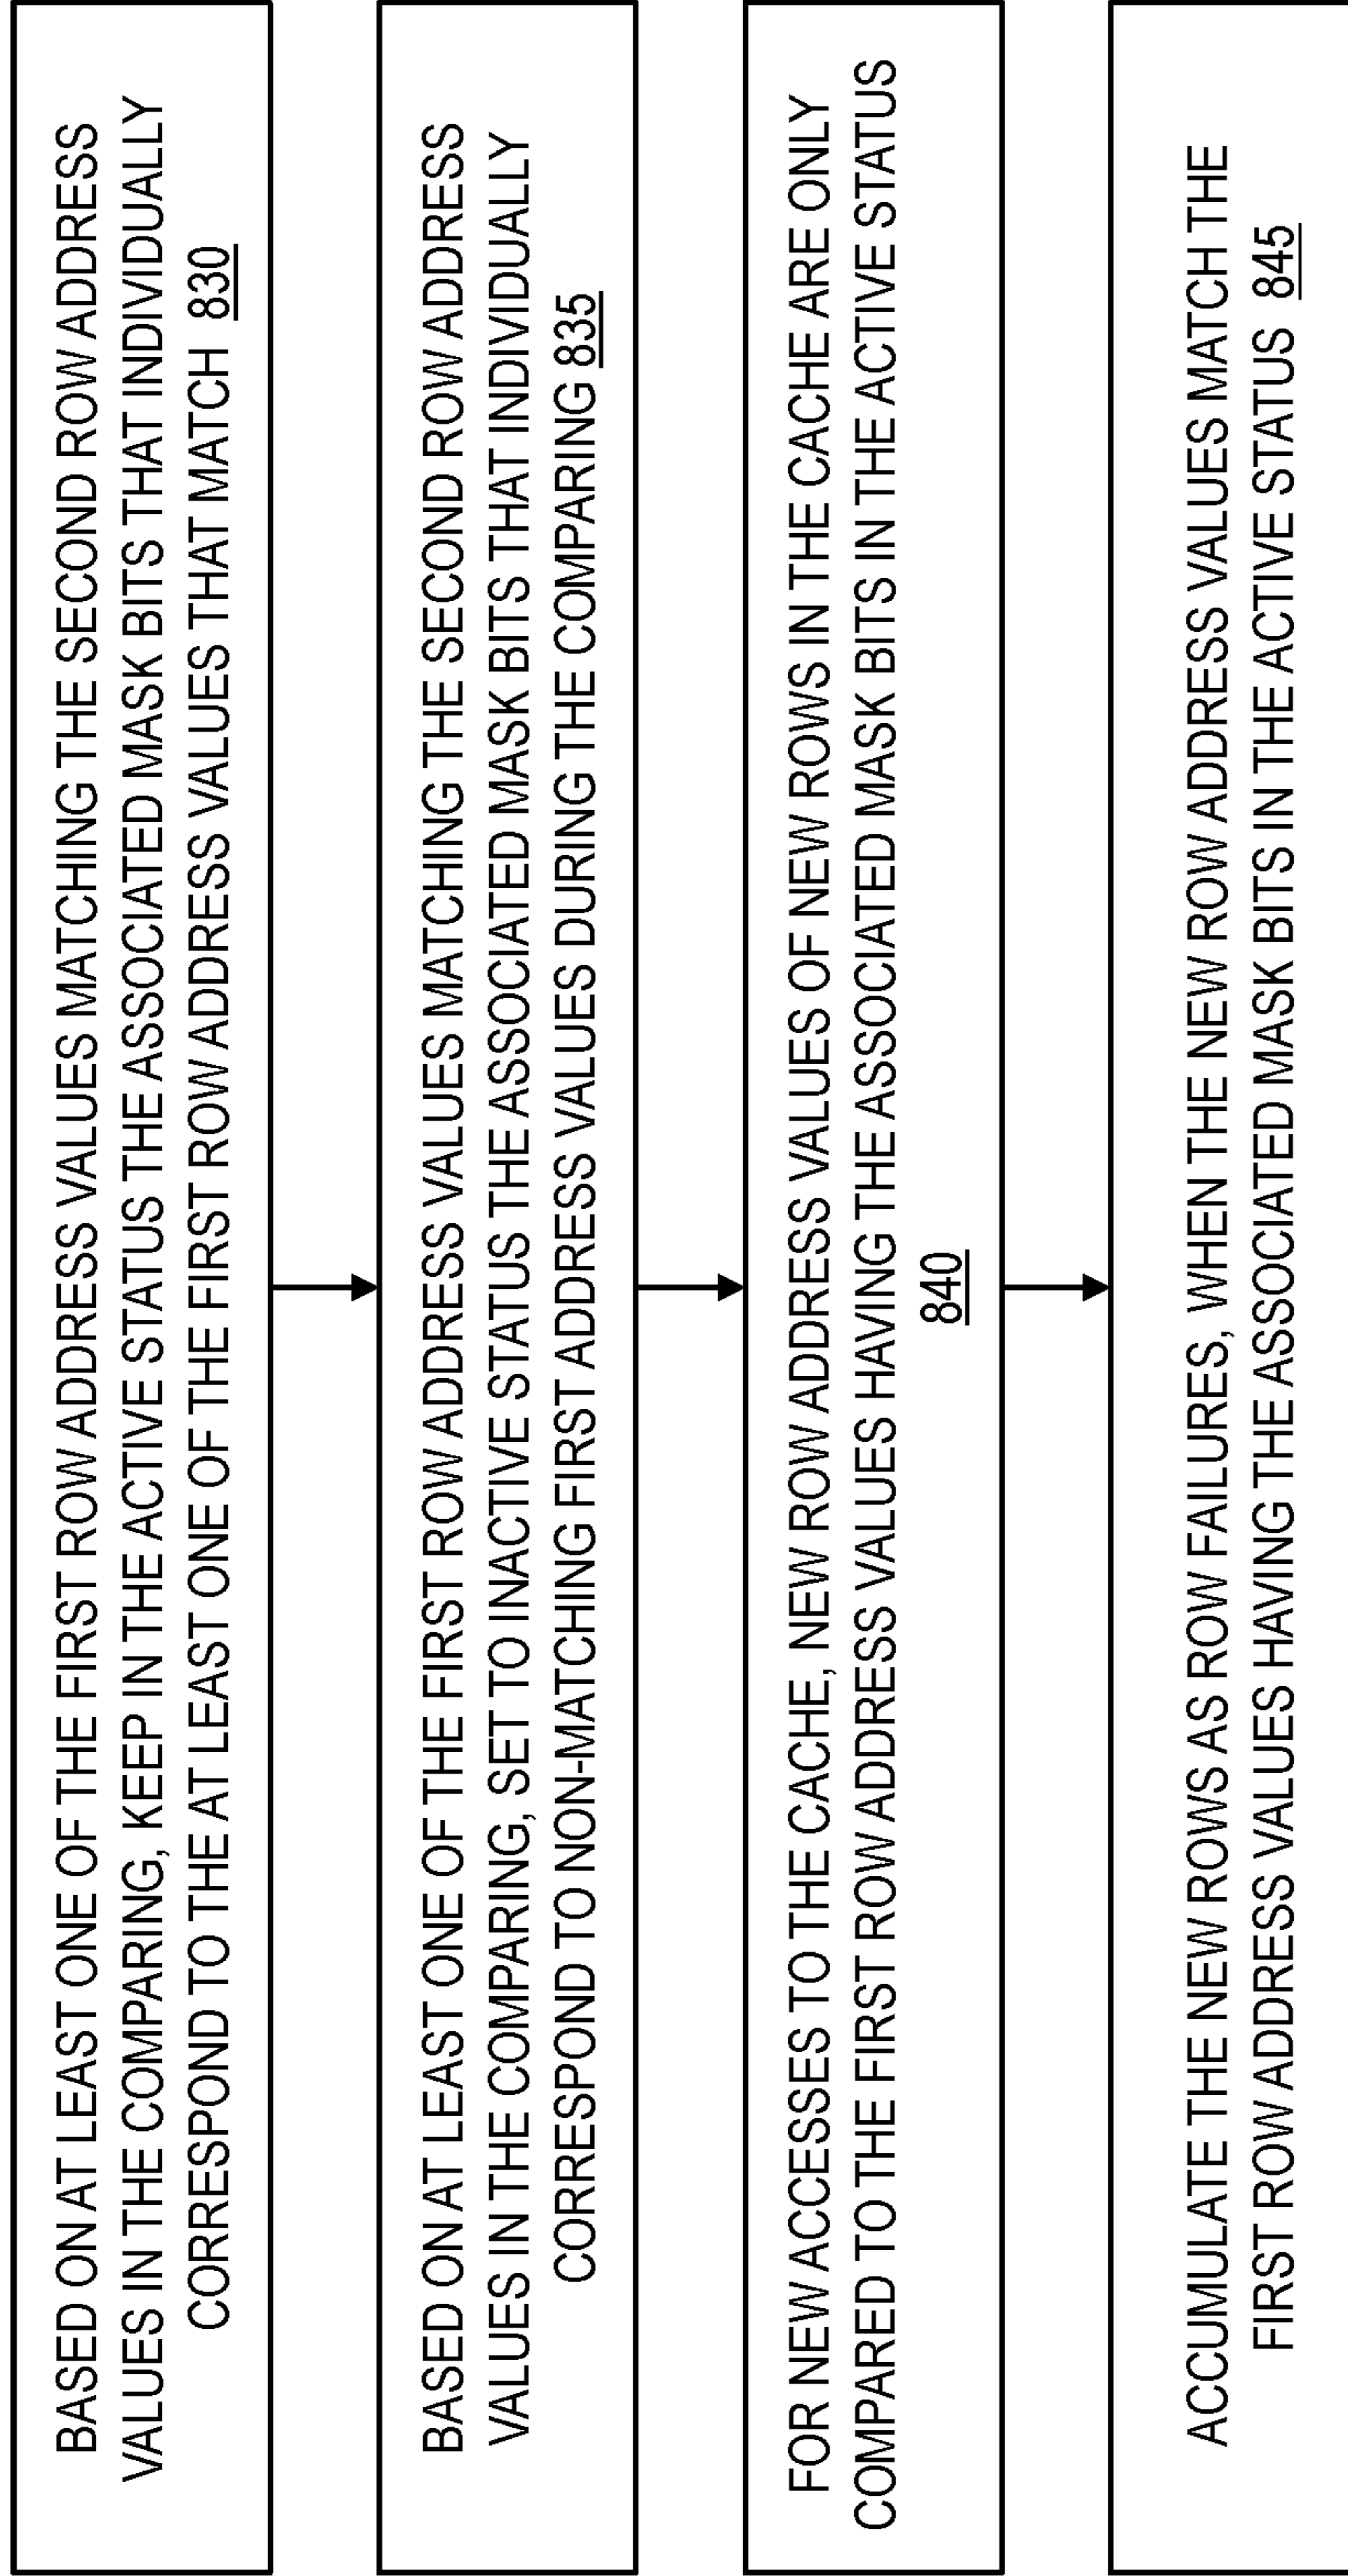 BASED ON AT LEAST ONE OF THE FIRST ROW ADDRESS VALUES MATCHING THE SECOND ROW ADDRESS
VALUES IN THE COMPARING, KEEP IN THE ACTIVE STATUS THE ASSOCIATED MASK BITS THAT INDIVIDUALLY
CORRESPOND TO THE AT LEAST ONE OF THE FIRST ROW ADDRESS VALUES THAT MATCH 830
BASED ON AT LEAST ONE OF THE FIRST ROW ADDRESS VALUES MATCHING THE SECOND ROW ADDRESS
VALUES IN THE COMPARING, SET TO INACTIVE STATUS THE ASSOCIATED MASK BITS THAT INDIVIDUALLY
CORRESPOND TO NON-MATCHING FIRST ADDRESS VALUES DURING THE COMPARING 835
FOR NEW ACCESSES TO THE CACHE, NEW ROW ADDRESS VALUES OF NEW ROWS IN THE CACHE ARE ONLY
COMPARED TO THE FIRST ROW ADDRESS VALUES HAVING THE ASSOCIATED MASK BITS IN THE ACTIVE STATUS
840
ACCUMULATE THE NEW ROWS AS ROW FAILURES, WHEN THE NEW ROW ADDRESS VALUES MATCH THE
FIRST ROW ADDRESS VALUES HAVING THE ASSOCIATED MASK BITS IN THE ACTIVE STATUS 845